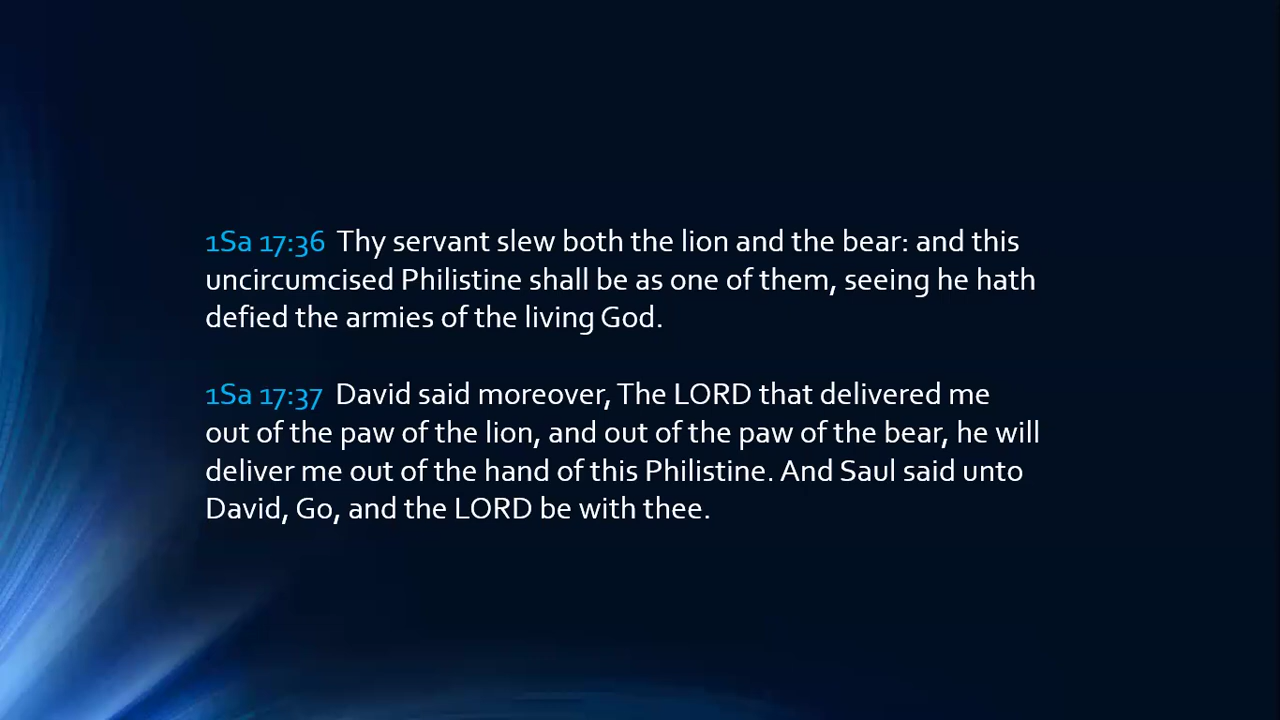 1Sa 17:36 Thy servant slew both the lion and the bear: and this
uncircumcised Philistine shall be as one of them, seeing he hath
defied the armies of the living God.
1Sa 17:37 David said moreover, The LORD that delivered me
out of the paw of the lion, and out of the paw of the bear, he will
deliver me out of the hand of this Philistine. And Saul said unto
David, Go, and the LORD be with thee.